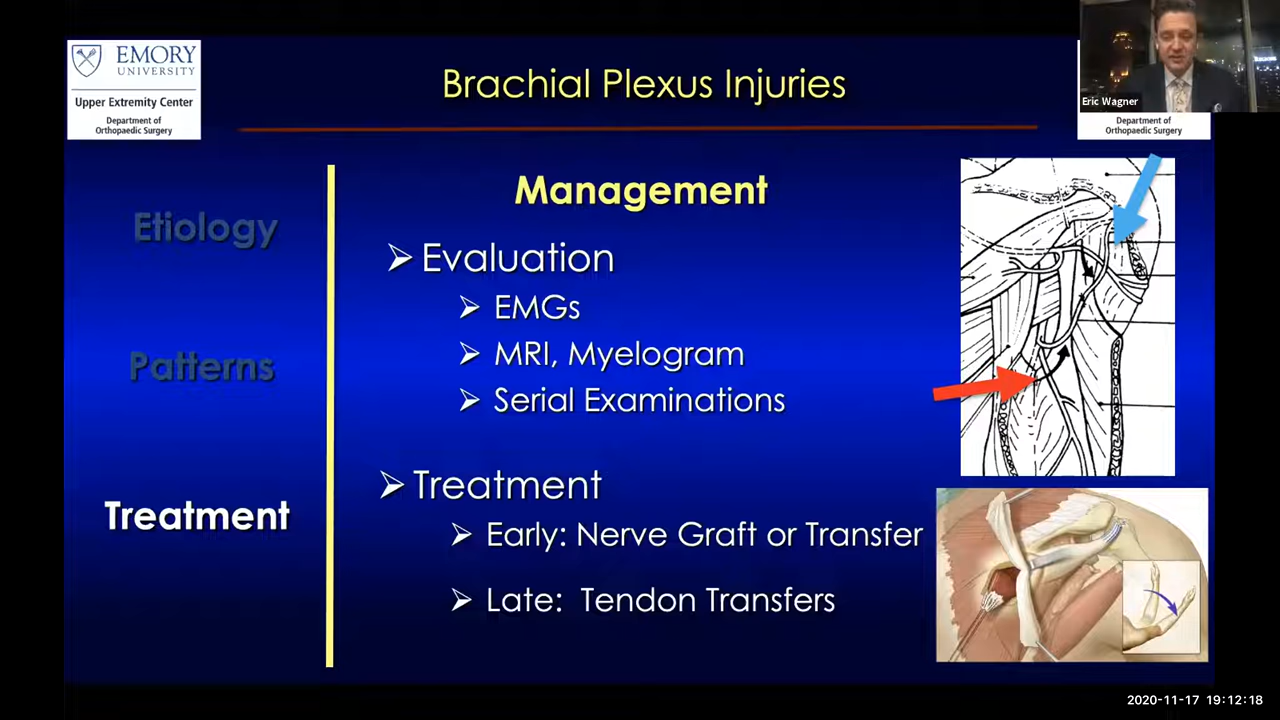 EMORY
UNIVERSITY
Upper Extremity Center
Department of
Orthopaedic Surgery
Brachial Plexus Injuries
Eric Wagner
Department of
Orthopaedic Surgery
Etiology
Patterns
Treatment
Management
➢ Evaluation
➢ EMGs
➢ MRI, Myelogram
➢ Serial Examinations
➢ Treatment
➢ Early: Nerve Graft or Transfer
➢ Late: Tendon Transfers
2020-11-17 19:12:18